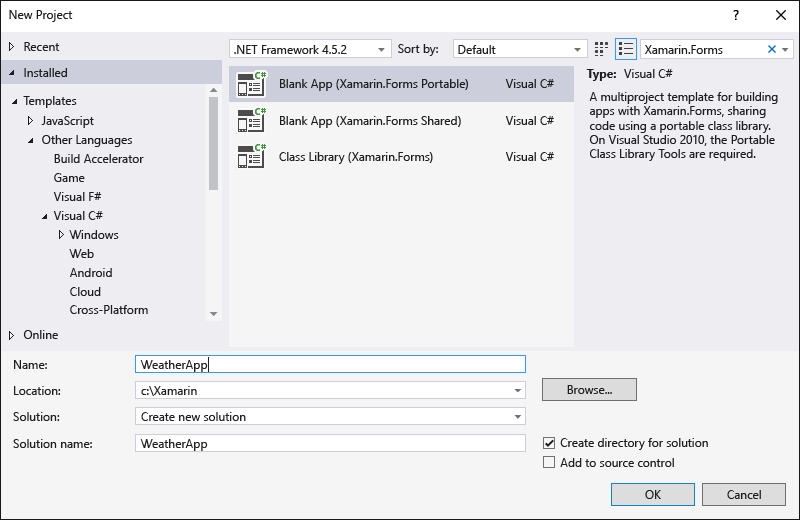 New Project
? 
Recent
Installed
Templates
JavaScript
Other Languages
Build Accelerator
Game
Visual F#
Visual C#
Windows
Web
Android
Cloud
Cross-Platform
Online
.NET Framework 4.5.2
Sort by: Default
Xamarin.Forms
C# Blank App (Xamarin.Forms Portable) Visual C#
C# Blank App (Xamarin.Forms Shared) Visual C#
C# Class Library (Xamarin.Forms) Visual C#
Type: Visual C#
A multiproject template for building
apps with Xamarin.Forms, sharing
code using a portable class library.
On Visual Studio 2010, the Portable
Class Library Tools are required.
Name: WeatherApp
Location: c:\Xamarin
Browse...
Solution: Create new solution
Solution name: WeatherApp
Create directory for solution
Add to source control
OK
Cancel